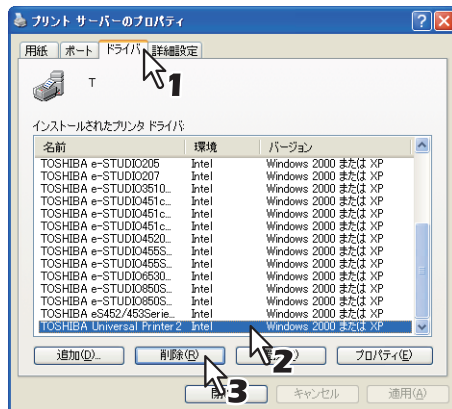 プリント サーバーのプロパティ
用紙 ポート ドライバ 詳細設定
1
T
インストールされたプリンタ ドライバ:
名前 環境 バージョン
TOSHIBA e-STUDIO205 Intel Windows 2000 または XP
TOSHIBA e-STUDIO207 Intel Windows 2000 または XP
TOSHIBA e-STUDIO3510... Intel Windows 2000 または XP
TOSHIBA e-STUDIO451c... Intel Windows 2000 または XP
TOSHIBA e-STUDIO451c... Intel Windows 2000 または XP
TOSHIBA e-STUDIO451c... Intel Windows 2000 または XP
TOSHIBA e-STUDIO4520... Intel Windows 2000 または XP
TOSHIBA e-STUDIO455S... Intel Windows 2000 または XP
TOSHIBA e-STUDIO455S... Intel Windows 2000 または XP
TOSHIBA e-STUDIO6530... Intel Windows 2000 または XP
TOSHIBA e-STUDIO850S... Intel Windows 2000 または XP
TOSHIBA e-STUDIO850S... Intel Windows 2000 または XP
TOSHIBA eS452/453Serie... Intel Windows 2000 または XP
TOSHIBA Universal Printer 2 Intel Windows 2000 または XP
追加(D)... 削除(R) 2 プロパティ(E)
3 キャンセル 適用(A)